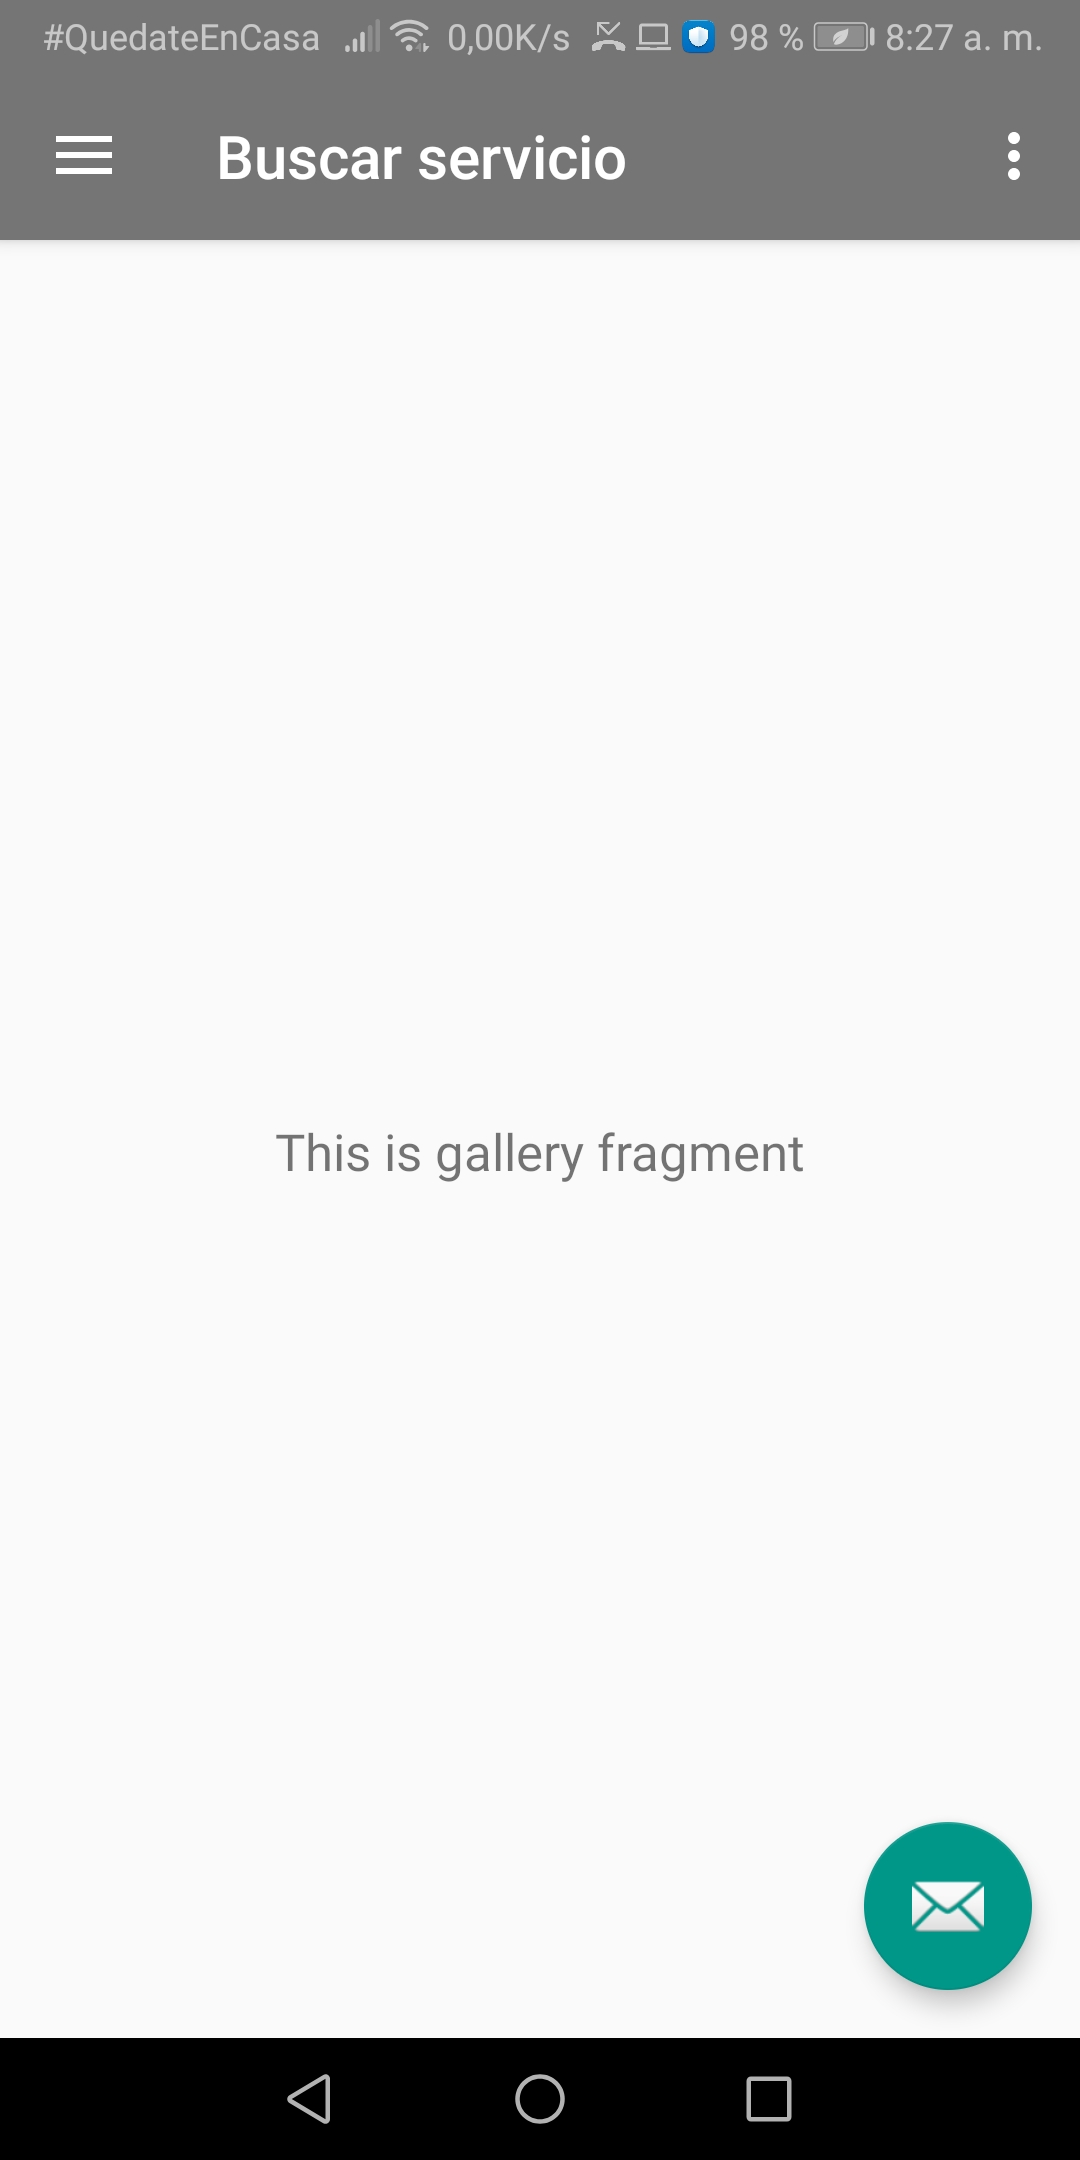 #QuedateEnCasa 0,00K/s 98 % 8:27 a. m.
Buscar servicio
This is gallery fragment